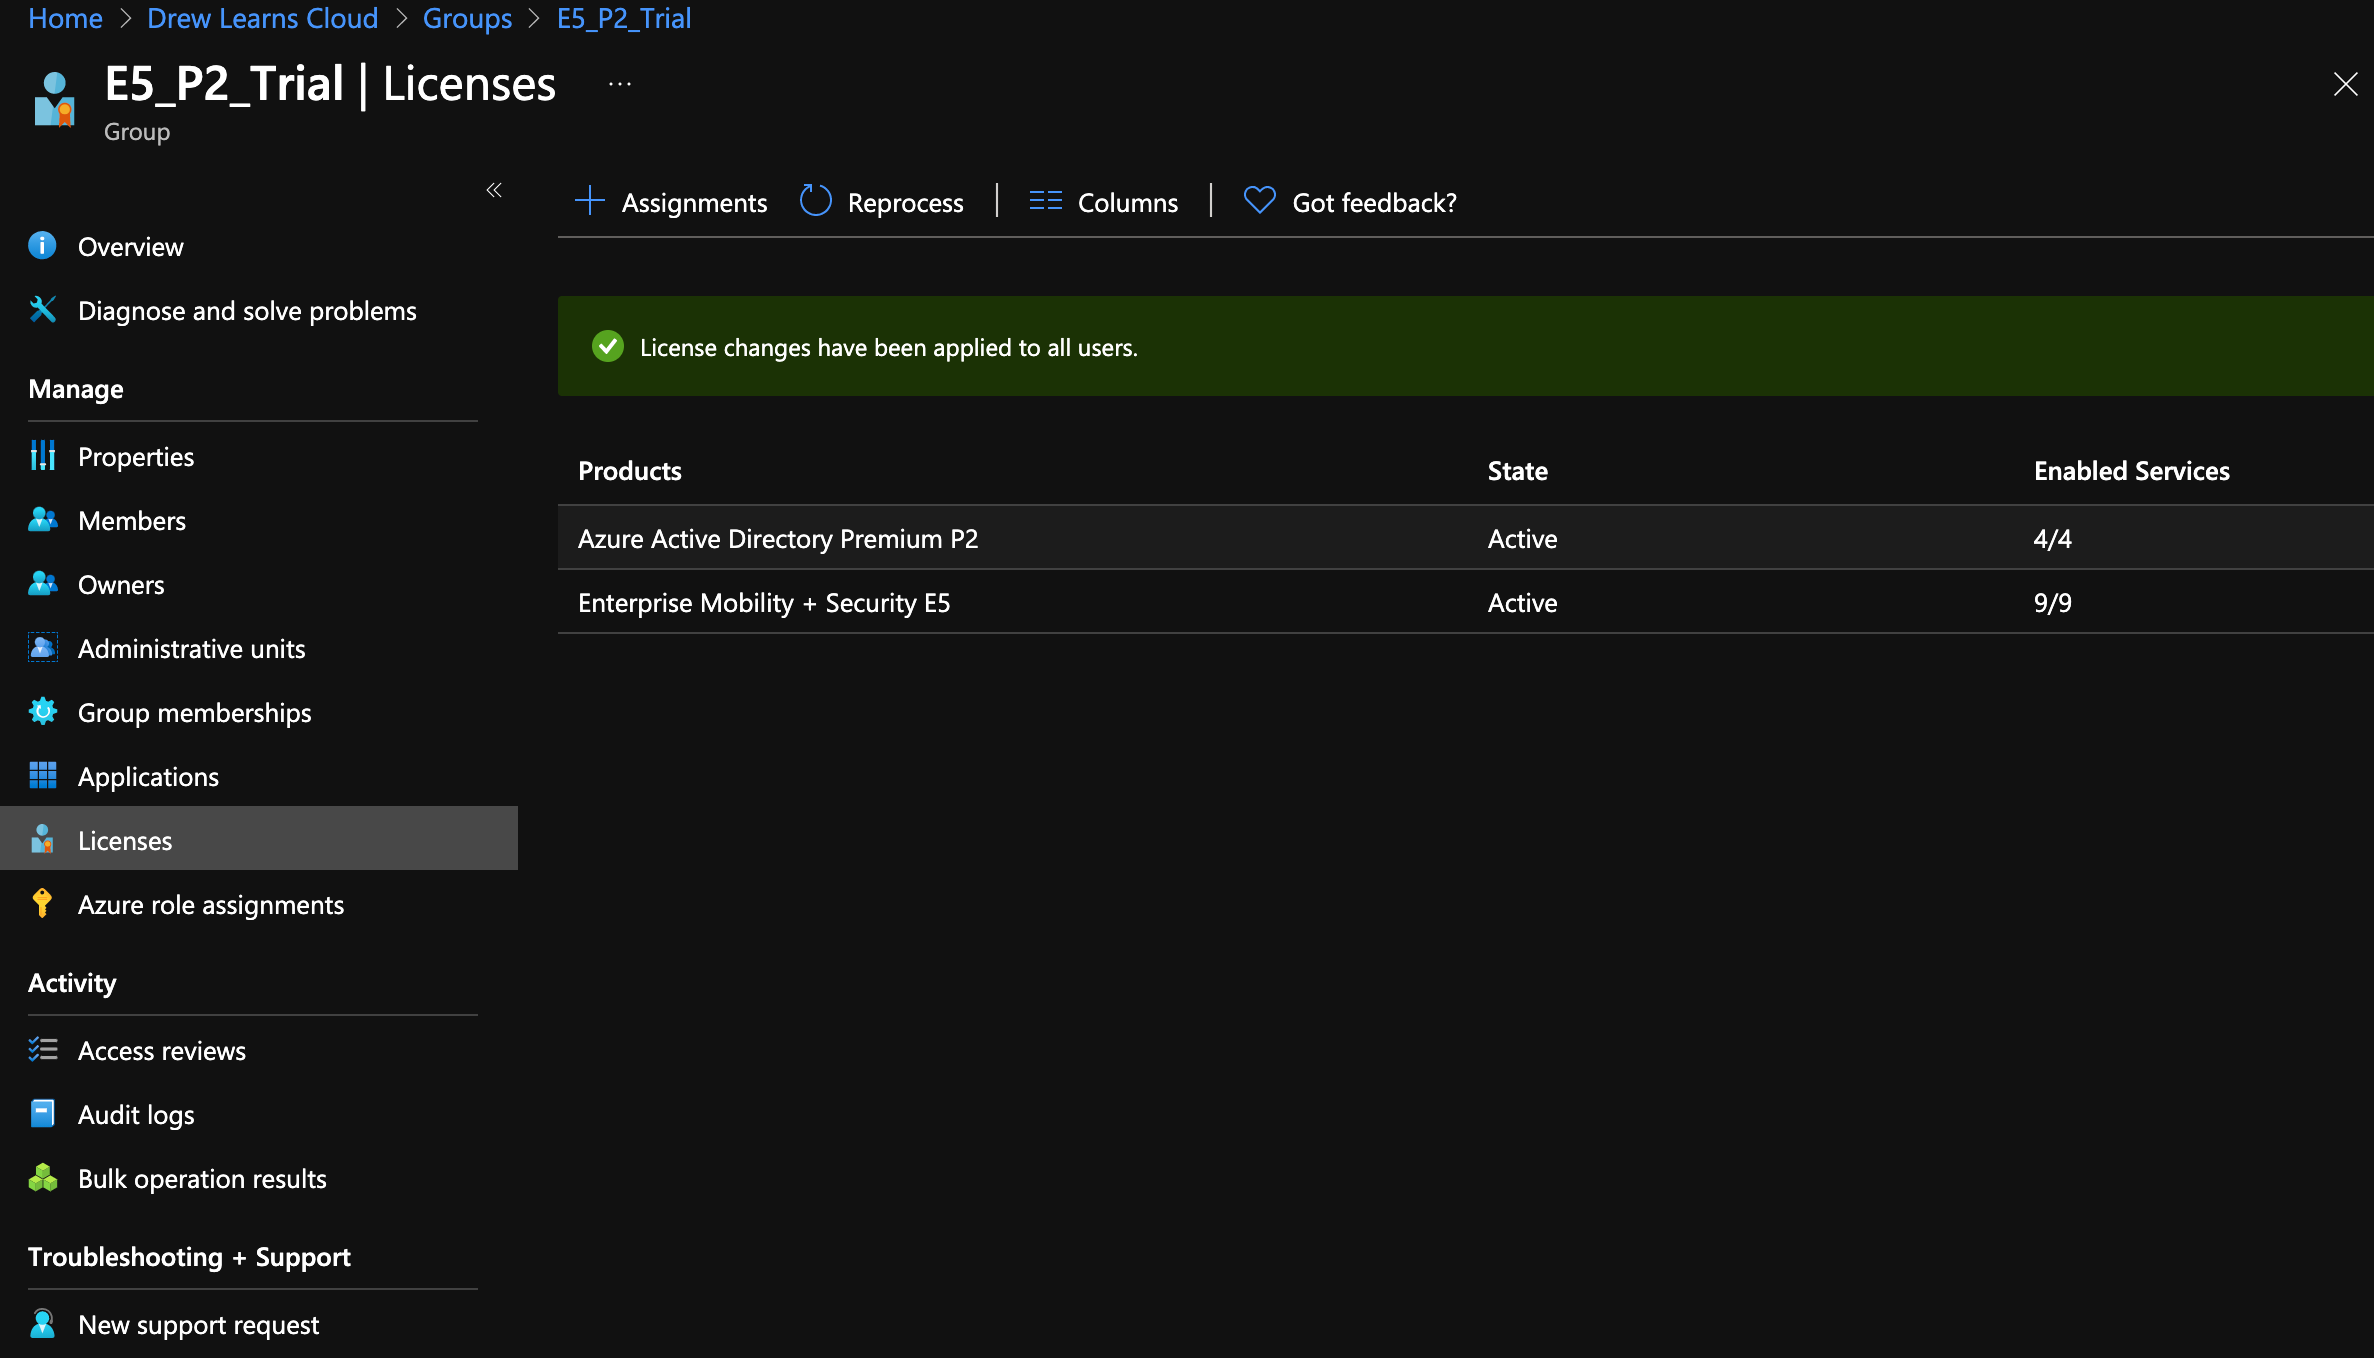 Home > Drew Learns Cloud > Groups > E5_P2_Trial
E5_P2_Trial | Licenses ...
Group
«
+ Assignments Reprocess | Columns | Got feedback?
Overview
Diagnose and solve problems
Manage
Properties
Members
Owners
Administrative units
Group memberships
Applications
Licenses
Azure role assignments
Activity
Access reviews
Audit logs
Bulk operation results
Troubleshooting + Support
New support request
License changes have been applied to all users.
Products State Enabled Services
Azure Active Directory Premium P2 Active 4/4
Enterprise Mobility + Security E5 Active 9/9